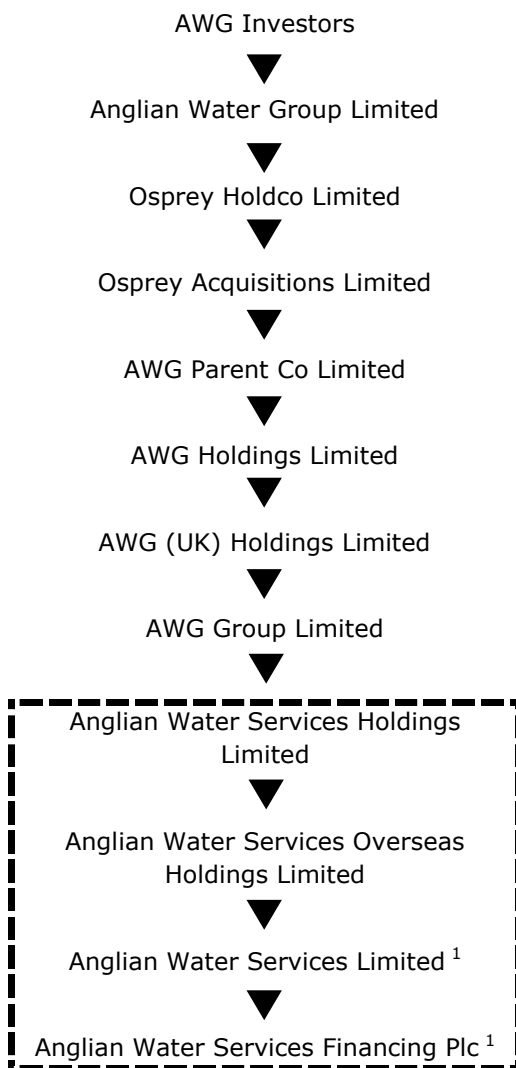 AWG Investors
Anglian Water Group Limited
Osprey Holdco Limited
Osprey Acquisitions Limited
AWG Parent Co Limited
AWG Holdings Limited
AWG (UK) Holdings Limited
AWG Group Limited
Anglian Water Services Holdings
Limited
Anglian Water Services Overseas
Holdings Limited
Anglian Water Services Limited 1
Anglian Water Services Financing Plc 1